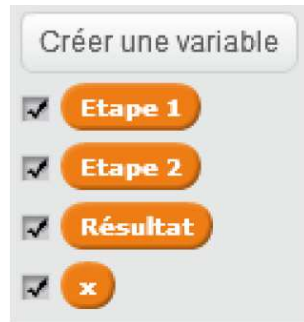 Créer une variable
Etape 1
Etape 2
Résultat
x